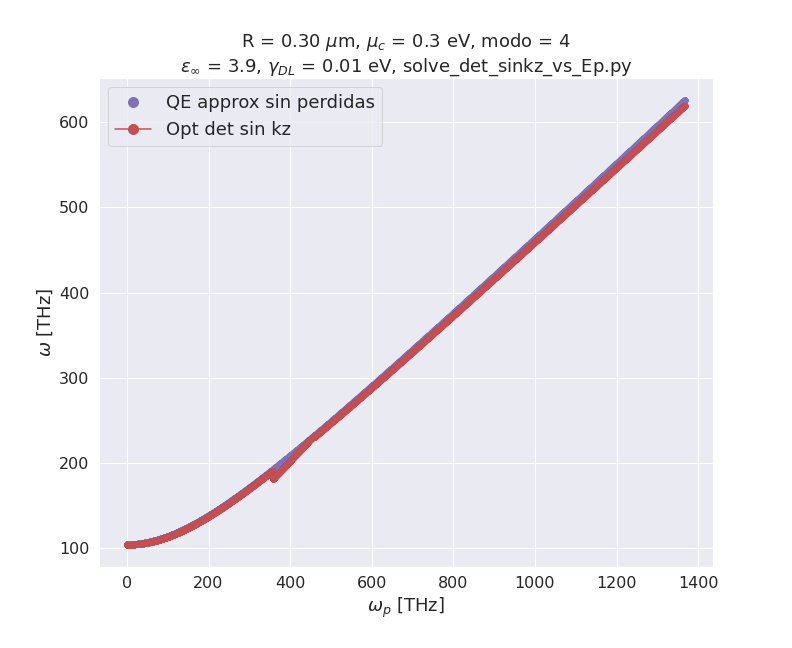 R = 0.30 μm, μ_c = 0.3 eV, modo = 4
ε_∞ = 3.9, γ_DL = 0.01 eV, solve_det_sinkz_vs_Ep.py
QE approx sin perdidas
Opt det sin kz
600
500
400
300
200
100
ω [THz]
0 200 400 600 800 1000 1200 1400
ω_p [THz]